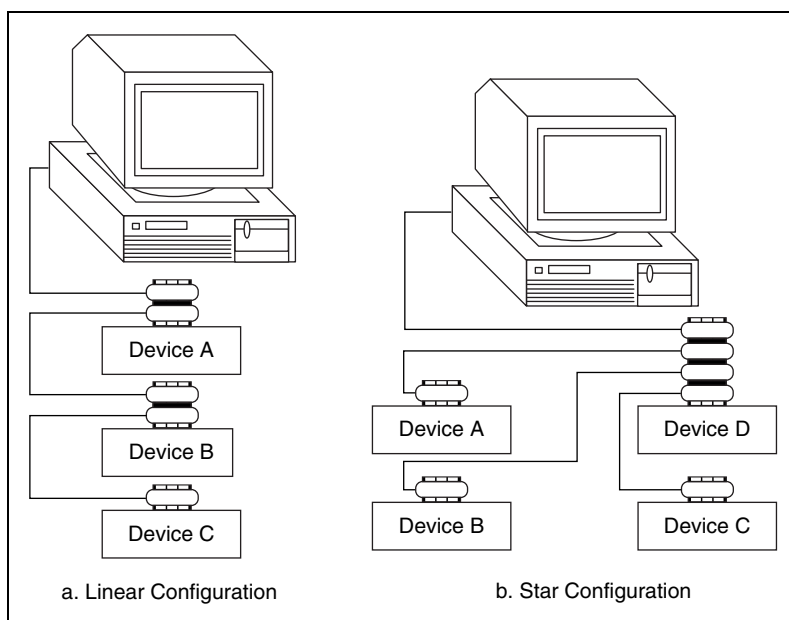 Device A
Device B
Device C
a. Linear Configuration
Device A
Device D
Device B
Device C
b. Star Configuration